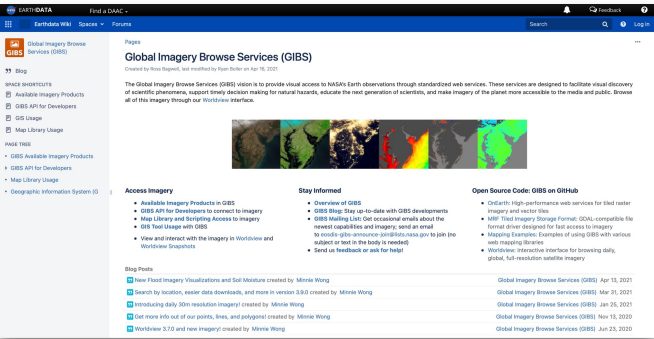 EARTHDATA
Find a DAAC
Feedback
Earthdata Wiki
Spaces
Forums
Search
Log in
GIBS
Global Imagery Browse
Services (GIBS)
Blog
SPACE SHORTCUTS
Available Imagery Products
GIBS API for Developers
GIS Usage
Map Library Usage
PAGE TREE
GIBS Available Imagery Products
GIBS API for Developers
Map Library Usage
Geographic Information System (G
Pages
Global Imagery Browse Services (GIBS)
Created by Ross Bagwell, last modified by Ryan Boller on Apr 16, 2021
The Global Imagery Browse Services (GIBS) vision is to provide visual access to NASA's Earth observations through standardized web services. These services are designed to facilitate visual discovery
of scientific phenomena, support timely decision making for natural hazards, educate the next generation of scientists, and make imagery of the planet more accessible to the media and public. Browse
all of this imagery through our Worldview interface.
Access Imagery
Available Imagery Products in GIBS
GIBS API for Developers to connect to imagery
Map Library and Scripting Access to imagery
GIS Tool Usage with GIBS
View and interact with the imagery in Worldview and
Worldview Snapshots
Stay Informed
Overview of GIBS
GIBS Blog: Stay up-to-date with GIBS developments
GIBS Mailing List: Get occasional emails about the
newest capabilities and imagery; send an email
to eosdis-gibs-announce-join@lists.nasa.gov to join (no
subject or text in the body is needed)
Send us feedback or ask for help!
Open Source Code: GIBS on GitHub
OnEarth: High-performance web services for tiled raster
imagery and vector tiles
MRF Tiled Imagery Storage Format: GDAL-compatible file
format driver designed for fast access to imagery
Mapping Examples: Examples of using GIBS with various
web mapping libraries
Worldview: Interactive interface for browsing daily,
global, full-resolution satellite imagery
Blog Posts
New Flood Imagery Visualizations and Soil Moisture created by Minnie Wong Global Imagery Browse Services (GIBS) Apr 13, 2021
Search by location, easier data downloads, and more in version 3.9.0 created by Minnie Wong Global Imagery Browse Services (GIBS) Mar 31, 2021
Introducing daily 30m resolution imagery! created by Minnie Wong Global Imagery Browse Services (GIBS) Jan 25, 2021
Get more info out of our points, lines, and polygons! created by Minnie Wong Global Imagery Browse Services (GIBS) Nov 13, 2020
Worldview 3.7.0 and new imagery! created by Minnie Wong Global Imagery Browse Services (GIBS) Jun 23, 2020